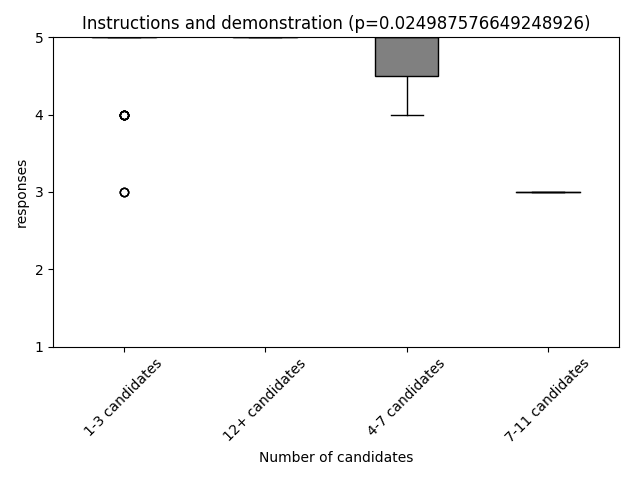 Instructions and demonstration (p=0.024987576649248926)
5
4
3
2
1
responses
1-3 candidates
12+ candidates
4-7 candidates
7-11 candidates
Number of candidates